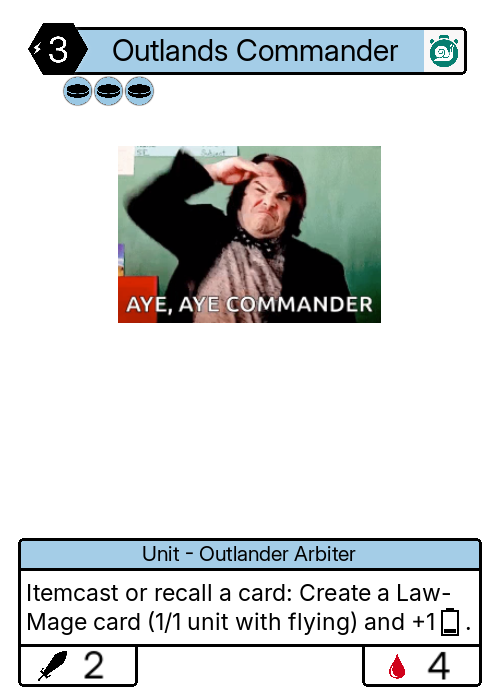 3 Outlands Commander
AYE, AYE COMMANDER
Unit - Outlander Arbiter
Itemcast or recall a card: Create a Law-
Mage card (1/1 unit with flying) and +1 .
2 4